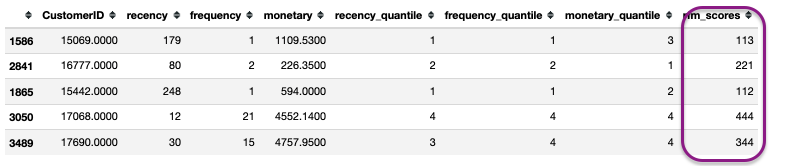 CustomerID recency frequency monetary recency_quantile frequency_quantile monetary_quantile rfm_scores
1586 15069.0000 179 1 1109.5300 1 1 3 113
2841 16777.0000 80 2 226.3500 2 2 1 221
1865 15442.0000 248 1 594.0000 1 1 2 112
3050 17068.0000 12 21 4552.1400 4 4 4 444
3489 17690.0000 30 15 4757.9500 3 4 4 344